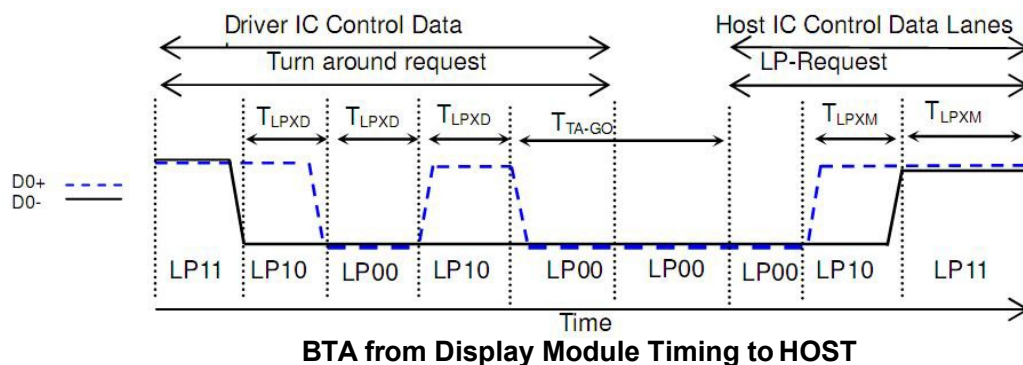 Driver IC Control Data Host IC Control Data Lanes
Turn around request LP-Request
TLPXD TLPXD TLPXD TTA-GO TLPXM TLPXM
D0+
D0-
LP11 LP10 LP00 LP10 LP00 LP00 LP00 LP10 LP11
Time
BTA from Display Module Timing to HOST